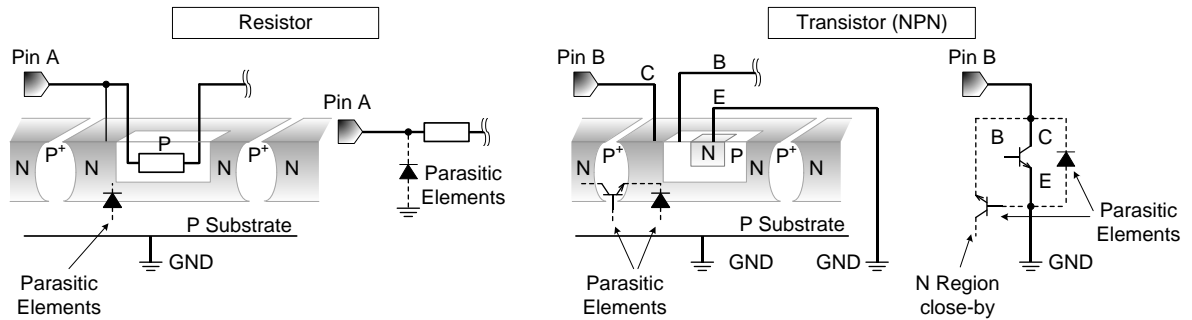 Resistor
Transistor (NPN)
Pin A
Pin B
C
B
E
Pin B
Pin A
N
P+
N
P
P+
N
N
P+
N
N
P
P+
N
B
C
E
Parasitic
Elements
P Substrate
GND
Parasitic
Elements
P Substrate
GND
GND
Parasitic
Elements
Parasitic
Elements
GND
N Region
close-by